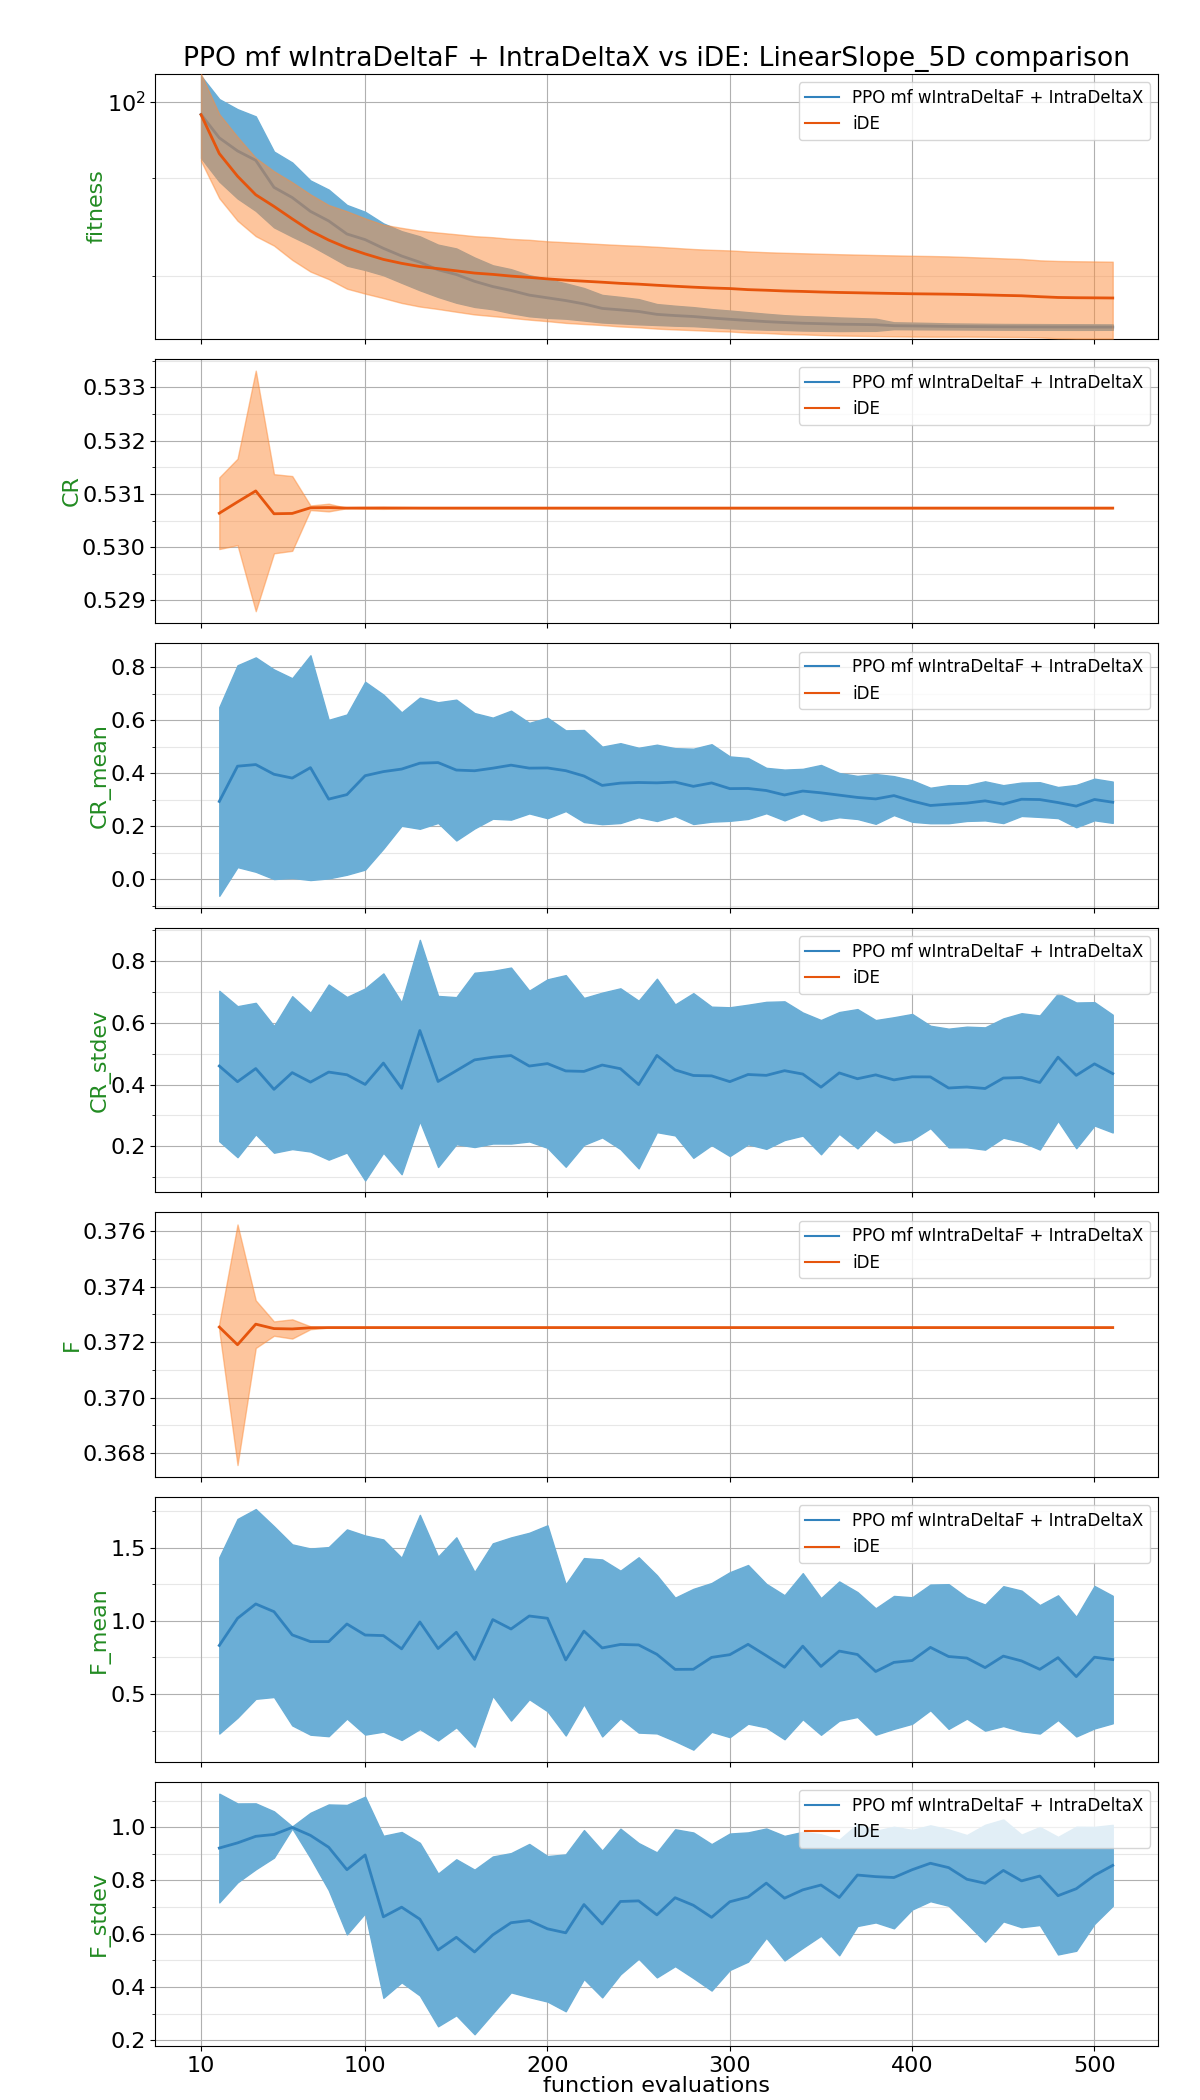 PPO mf wIntraDeltaF + IntraDeltaX vs iDE: LinearSlope_5D comparison
10²
fitness
PPO mf wIntraDeltaF + IntraDeltaX
iDE
0.533
0.532
0.531
0.530
0.529
CR
PPO mf wIntraDeltaF + IntraDeltaX
iDE
0.8
0.6
0.4
0.2
0.0
CR_mean
PPO mf wIntraDeltaF + IntraDeltaX
iDE
0.8
0.6
0.4
0.2
CR_stdev
PPO mf wIntraDeltaF + IntraDeltaX
iDE
0.376
0.374
0.372
0.370
0.368
F
PPO mf wIntraDeltaF + IntraDeltaX
iDE
1.5
1.0
0.5
F_mean
PPO mf wIntraDeltaF + IntraDeltaX
iDE
1.0
0.8
0.6
0.4
0.2
F_stdev
PPO mf wIntraDeltaF + IntraDeltaX
iDE
10 100 200 300 400 500
function evaluations